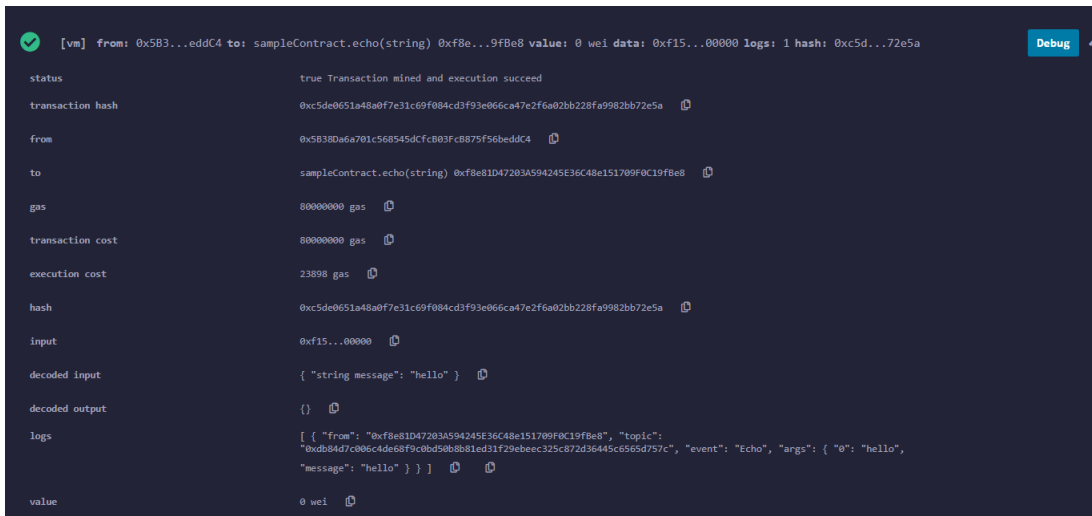 [vm] from: 0x5B3...eddC4 to: sampleContract.echo(string) 0xf8e...9fBe8 value: 0 wei data: 0xf15...00000 logs: 1 hash: 0xc5d...72e5a Debug
status true Transaction mined and execution succeed
transaction hash 0xc5de0651a48a0f7e31c69f084cd3f93e066ca47e2f6a02bb228fa9982bb72e5a
from 0x5B38Da6a701c568545dCfcB03FcB875f56beddC4
to sampleContract.echo(string) 0xf8e81D47203A594245E36C48e151709F0C19fBe8
gas 80000000 gas
transaction cost 80000000 gas
execution cost 23898 gas
hash 0xc5de0651a48a0f7e31c69f084cd3f93e066ca47e2f6a02bb228fa9982bb72e5a
input 0xf15...00000
decoded input { "string message": "hello" }
decoded output {}
logs [ { "from": "0xf8e81D47203A594245E36C48e151709F0C19fBe8", "topic":
"0xdb84d7c006c4de68f9c0bd50b8b81ed31f29ebeec325c872d36445c6565d757c", "event": "Echo", "args": { "0": "hello",
"message": "hello" } } ]
value 0 wei